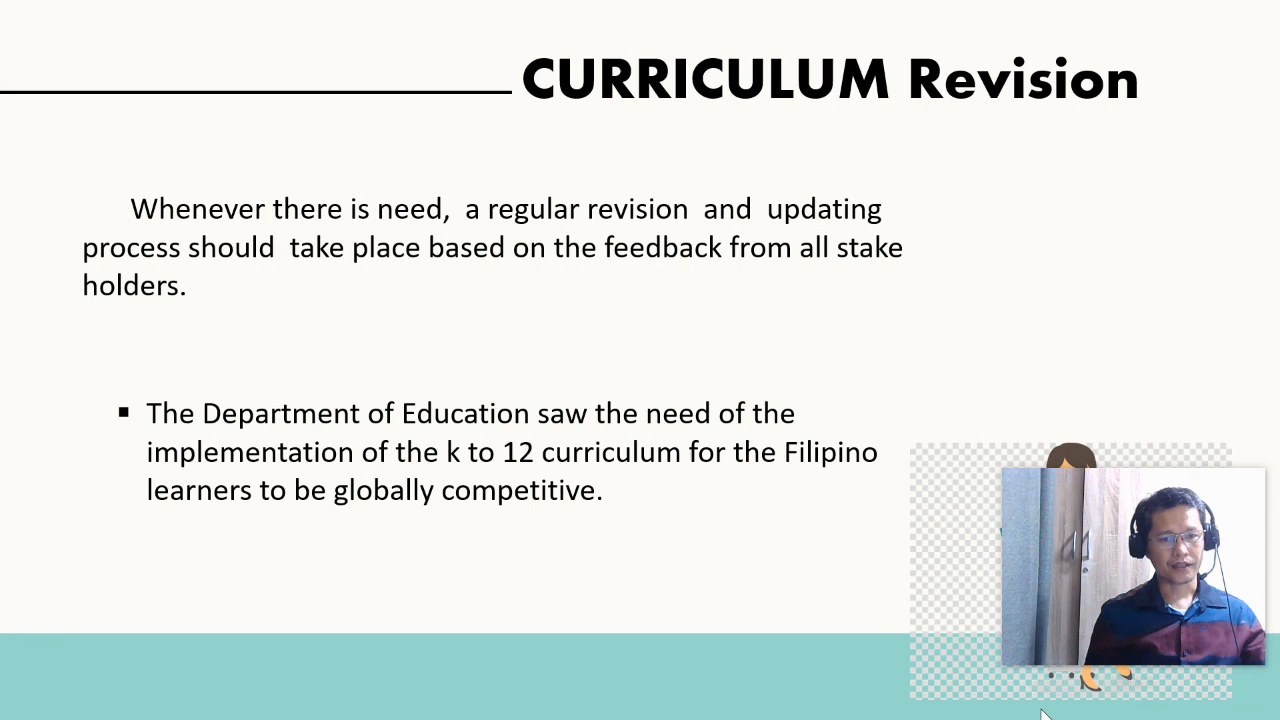 CURRICULUM Revision
Whenever there is need, a regular revision and updating
process should take place based on the feedback from all stake
holders.
▪ The Department of Education saw the need of the
implementation of the k to 12 curriculum for the Filipino
learners to be globally competitive.